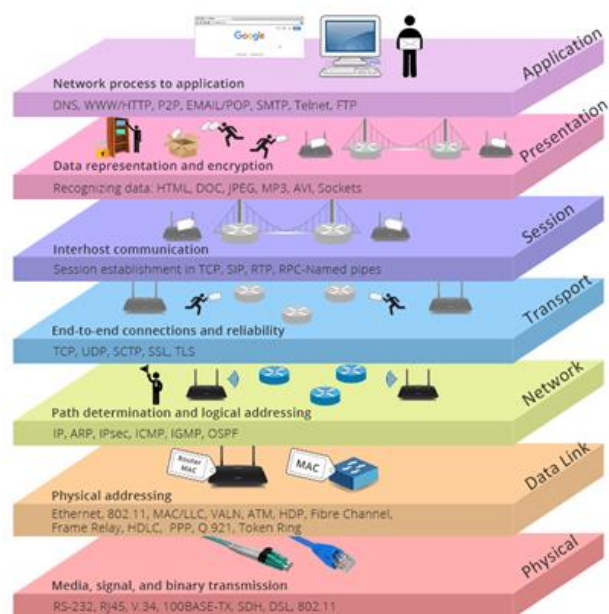 Google
Application
Network process to application
DNS, WWW/HTTP, P2P, EMAIL/POP, SMTP, Telnet, FTP
Presentation
Data representation and encryption
Recognizing data: HTML, DOC, JPEG, MP3, AVI, Sockets
Session
Interhost communication
Session establishment in TCP, SIP, RTP, RPC-Named pipes
Transport
End-to-end connections and reliability
TCP, UDP, SCTP, SSL, TLS
Network
Path determination and logical addressing
IP, ARP, IPsec, ICMP, IGMP, OSPF
Data Link
Router
MAC
MAC
Physical addressing
Ethernet, 802.11, MAC/LLC, VALN, ATM, HDP, Fibre Channel,
Frame Relay, HDLC, PPP, Q.921, Token Ring
Physical
Media, signal, and binary transmission
RS-232, RJ45, V.34, 100BASE-TX, SDH, DSL, 802.11